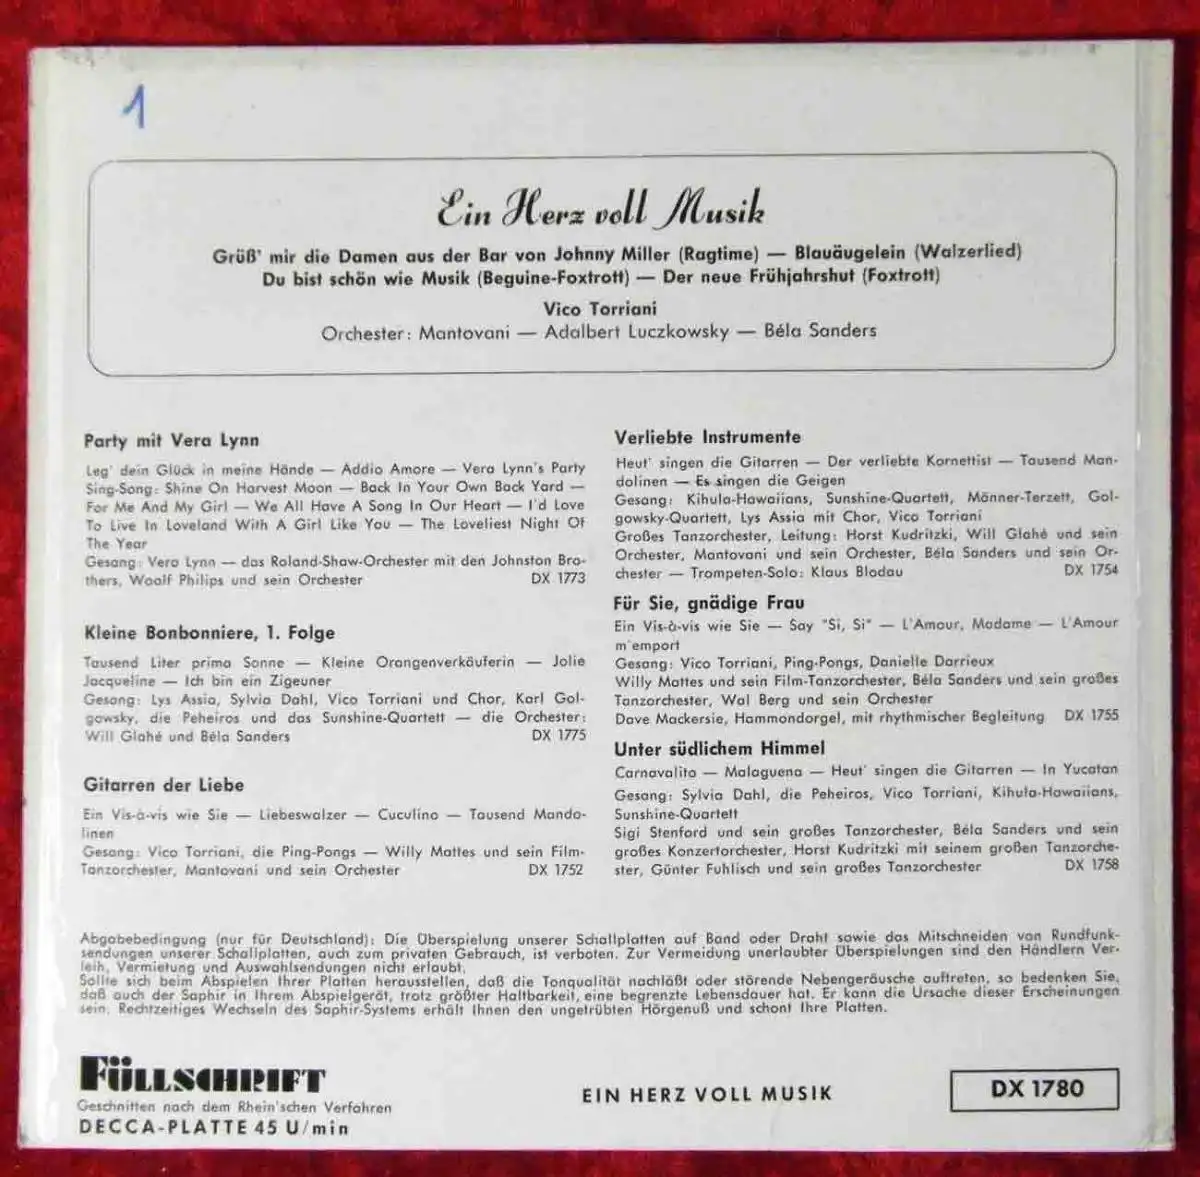 1
Ein Herz voll Musik
Grüß' mir die Damen aus der Bar von Johnny Miller (Ragtime) — Blauäugelein (Walzerlied)
Du bist schön wie Musik (Beguine-Foxtrott) — Der neue Frühjahrshut (Foxtrott)
Vico Torriani
Orchester: Mantovani — Adalbert Luczkowsky — Béla Sanders
Party mit Vera Lynn
Leg' dein Glück in meine Hände — Addio Amore — Vera Lynn's Party
Sing-Song: Shine On Harvest Moon — Back In Your Own Back Yard —
For Me And My Girl — We All Have A Song In Our Heart — I'd Love
To Live In Loveland With A Girl Like You — The Loveliest Night Of
The Year
Gesang: Vera Lynn — das Roland-Shaw-Orchester mit den Johnston Bro-
thers, Woolf Philips und sein Orchester DX 1773
Kleine Bonbonniere, 1. Folge
Tausend Liter prima Sonne — Kleine Orangenverkäuferin — Jolie
Jacqueline — Ich bin ein Zigeuner
Gesang: Lys Assia, Sylvia Dahl, Vico Torriani und Chor, Karl Gol-
gowsky, die Peheiros und das Sunshine-Quartett — die Orchester:
Will Glahé und Béla Sanders DX 1775
Gitarren der Liebe
Ein Vis-à-vis wie Sie — Liebeswalzer — Cuculino — Tausend Mando-
linen
Gesang: Vico Torriani, die Ping-Pongs — Willy Mattes und sein Film-
Tanzorchester, Mantovani und sein Orchester DX 1752
Verliebte Instrumente
Heut' singen die Gitarren — Der verliebte Kornettist — Tausend Man-
dolinen — Es singen die Geigen
Gesang: Kihula-Hawaiians, Sunshine-Quartett, Männer-Terzett, Gol-
gowsky-Quartett, Lys Assia mit Chor, Vico Torriani
Großes Tanzorchester, Leitung: Horst Kudritzki, Will Glahé und sein
Orchester, Mantovani und sein Orchester, Béla Sanders und sein Or-
chester — Trompeten-Solo: Klaus Blodau DX 1754
Für Sie, gnädige Frau
Ein Vis-à-vis wie Sie — Say "Si, Si" — L'Amour, Madame — L'Amour
m'emport
Gesang: Vico Torriani, Ping-Pongs, Danielle Darrieux
Willy Mattes und sein Film-Tanzorchester, Béla Sanders und sein großes
Tanzorchester, Wal Berg und sein Orchester
Dave Mackersie, Hammondorgel, mit rhythmischer Begleitung DX 1755
Unter südlichem Himmel
Carnavalito — Malaguena — Heut' singen die Gitarren — In Yucatan
Gesang: Sylvia Dahl, die Peheiros, Vico Torriani, Kihula-Hawaiians,
Sunshine-Quartett
Sigi Stenford und sein großes Tanzorchester, Béla Sanders und sein
großes Konzertorchester, Horst Kudritzki mit seinem großen Tanzorche-
ster, Günter Fuhlisch und sein großes Tanzorchester DX 1758
Abgabebedingung (nur für Deutschland): Die Überspielung unserer Schallplatten auf Band oder Draht sowie das Mitschneiden von Rundfunk-
sendungen unserer Schallplatten, auch zum privaten Gebrauch, ist verboten. Zur Vermeidung unerlaubter Überspielungen sind den Händlern Ver-
leih, Vermietung und Auswahlsendungen nicht erlaubt.
Sollte sich beim Abspielen Ihrer Platten herausstellen, daß die Tonqualität nachläßt oder störende Nebengeräusche auftreten, so bedenken Sie,
daß auch der Saphir in Ihrem Abspielgerät, trotz größter Haltbarkeit, eine begrenzte Lebensdauer hat. Er kann die Ursache dieser Erscheinungen
sein. Rechtzeitiges Wechseln des Saphir-Systems erhält Ihnen den ungetrübten Hörgenuß und schont Ihre Platten.
FÜLLSCHRIFT
Geschnitten nach dem Rhein'schen Verfahren
DECCA-PLATTE 45 U/min
EIN HERZ VOLL MUSIK
DX 1780